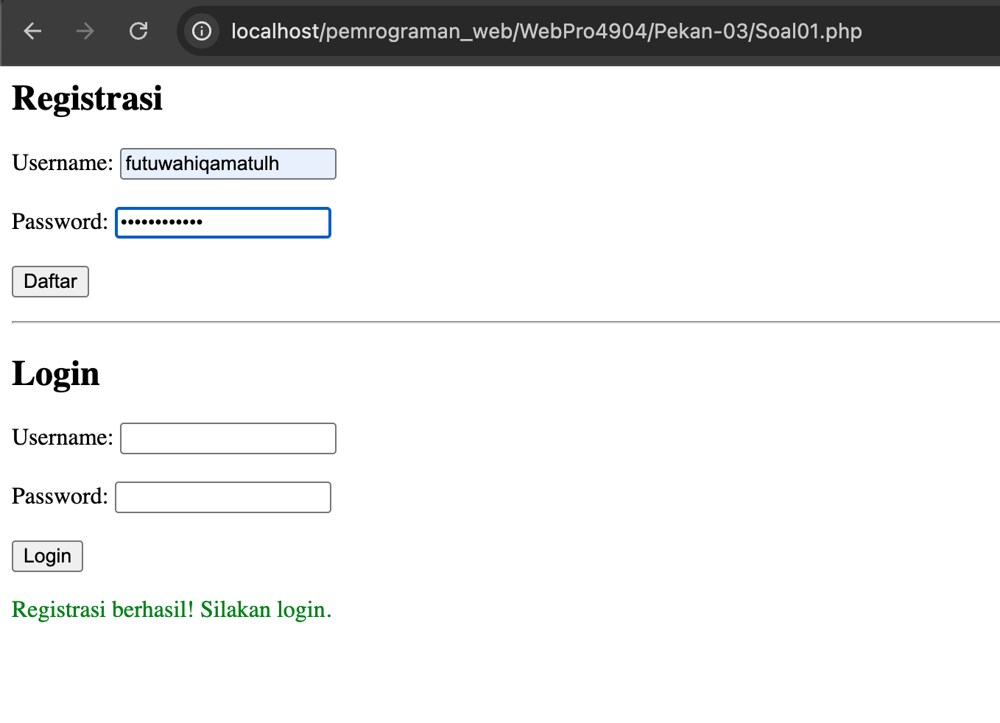 localhost/pemrograman_web/WebPro4904/Pekan-03/Soal01.php
Registrasi
Username: futuwahiqamatulh
Password: ••••••••••••
Daftar
Login
Username:
Password:
Login
Registrasi berhasil! Silakan login.